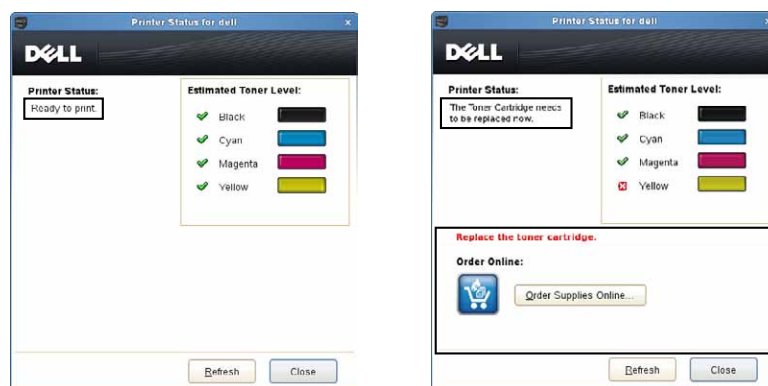 Printer Status for dell x
DELL
Printer Status:
Ready to print.
Estimated Toner Level:
Black
Cyan
Magenta
Yellow
Refresh Close
Printer Status for dell x
DELL
Printer Status:
The Toner Cartridge needs
to be replaced now.
Estimated Toner Level:
Black
Cyan
Magenta
Yellow
Replace the toner cartridge.
Order Online:
Order Supplies Online...
Refresh Close